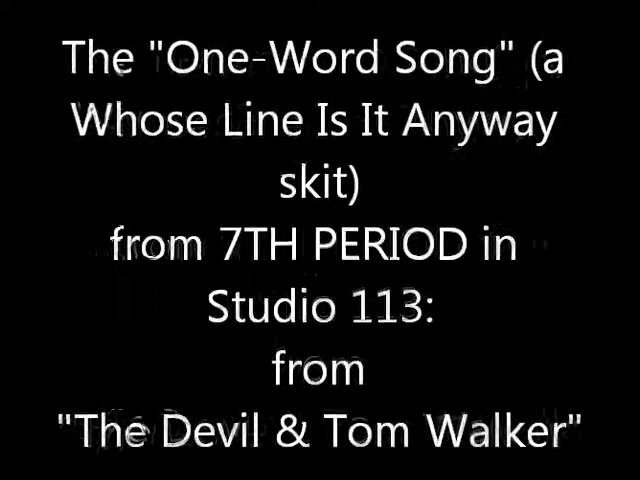 The "One-Word Song" (a
Whose Line Is It Anyway
skit)
from 7TH PERIOD in
Studio 113:
from
"The Devil & Tom Walker"